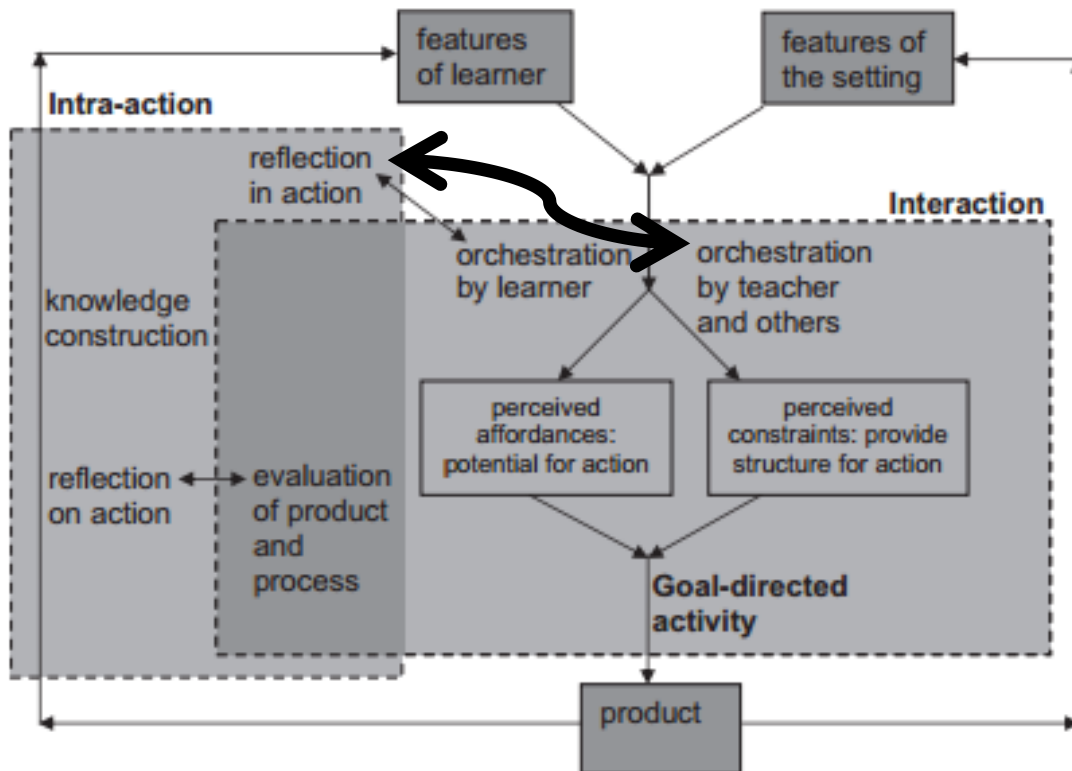 features
of learner
features of
the setting
Intra-action
reflection
in action
Interaction
orchestration
by learner
orchestration
by teacher
and others
knowledge
construction
perceived
affordances:
potential for action
perceived
constraints: provide
structure for action
reflection
on action
evaluation
of product
and
process
Goal-directed
activity
product